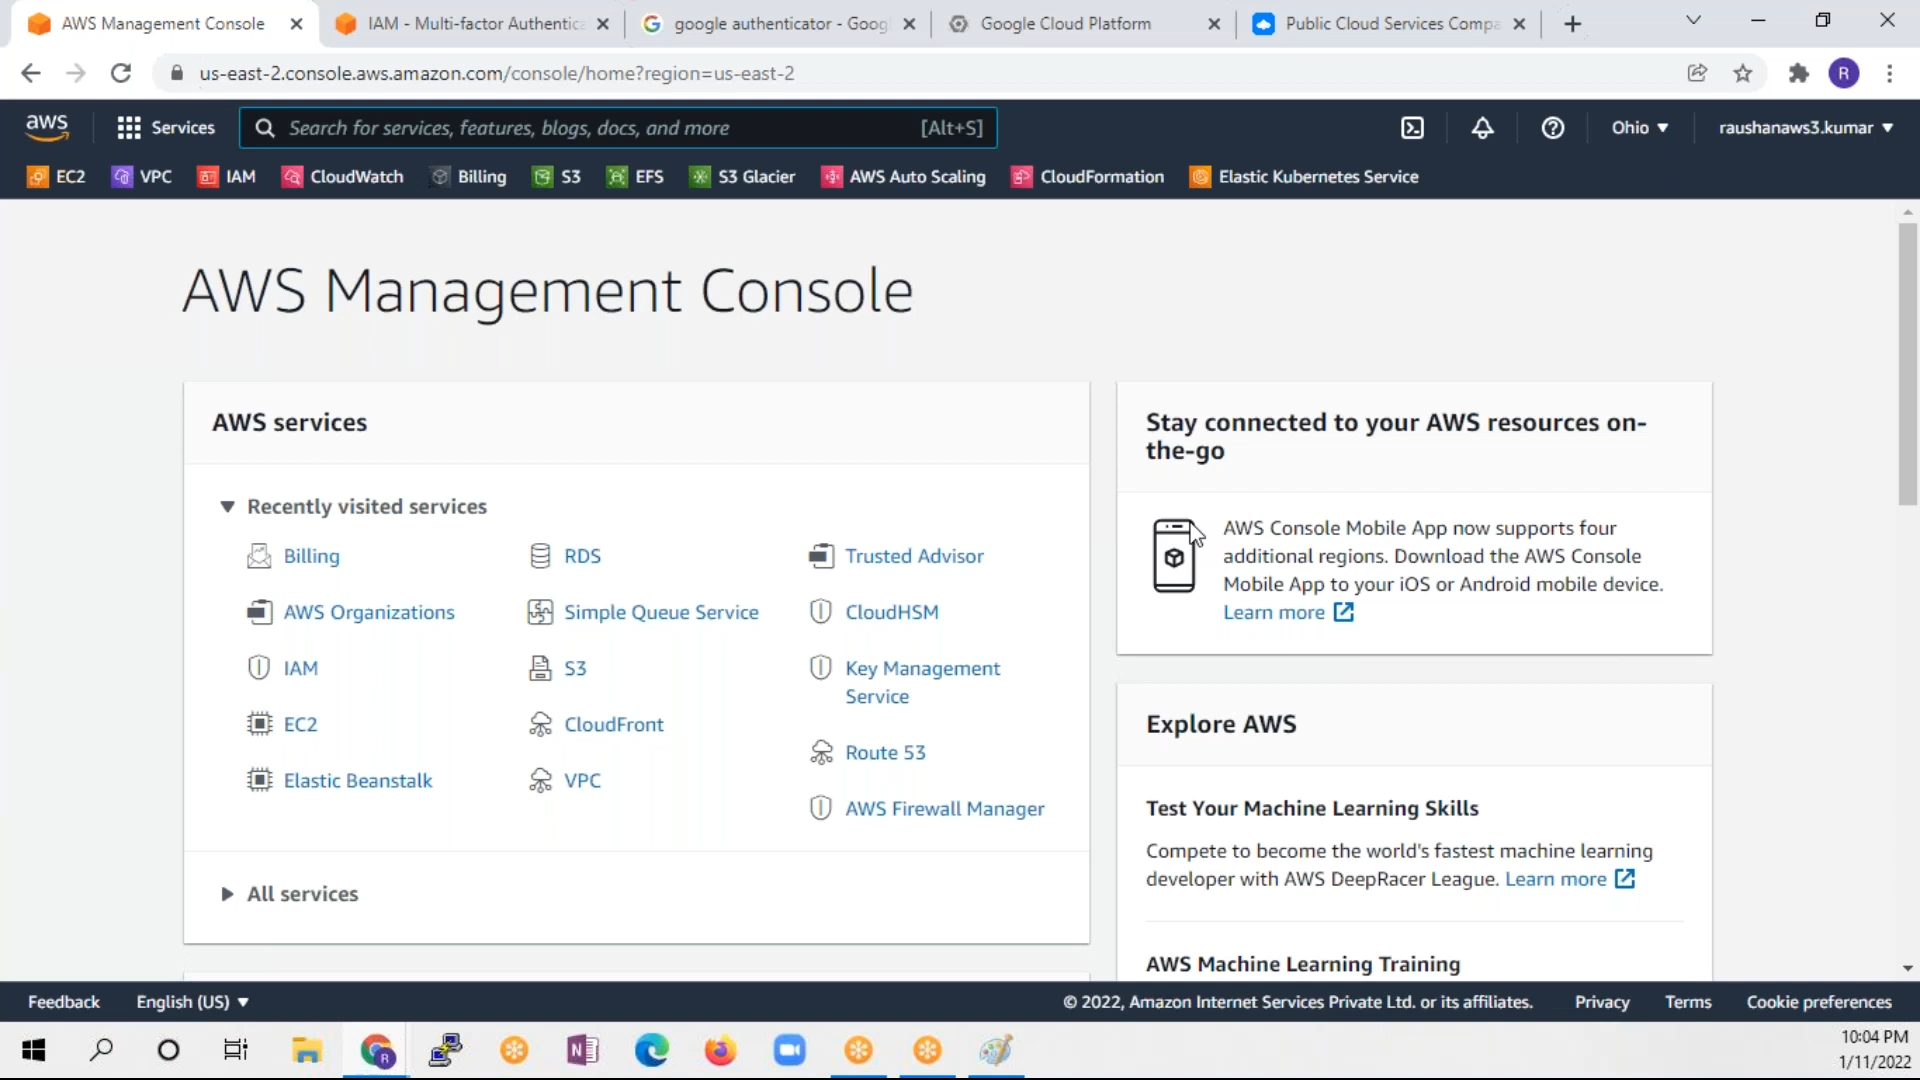 AWS Management Console
IAM - Multi-factor Authentica
google authenticator - Goog
Google Cloud Platform
Public Cloud Services Compa
us-east-2.console.aws.amazon.com/console/home?region=us-east-2
R
aws
Services
Search for services, features, blogs, docs, and more
[Alt+S]
Ohio
raushanaws3.kumar
EC2
VPC
IAM
CloudWatch
Billing
S3
EFS
S3 Glacier
AWS Auto Scaling
CloudFormation
Elastic Kubernetes Service
AWS Management Console
AWS services
Recently visited services
Billing
AWS Organizations
IAM
EC2
Elastic Beanstalk
RDS
Simple Queue Service
S3
CloudFront
VPC
Trusted Advisor
CloudHSM
Key Management
Service
Route 53
AWS Firewall Manager
All services
Stay connected to your AWS resources on-
the-go
AWS Console Mobile App now supports four
additional regions. Download the AWS Console
Mobile App to your iOS or Android mobile device.
Learn more
Explore AWS
Test Your Machine Learning Skills
Compete to become the world's fastest machine learning
developer with AWS DeepRacer League. Learn more
AWS Machine Learning Training
Feedback
English (US)
© 2022, Amazon Internet Services Private Ltd. or its affiliates.
Privacy
Terms
Cookie preferences
10:04 PM
1/11/2022